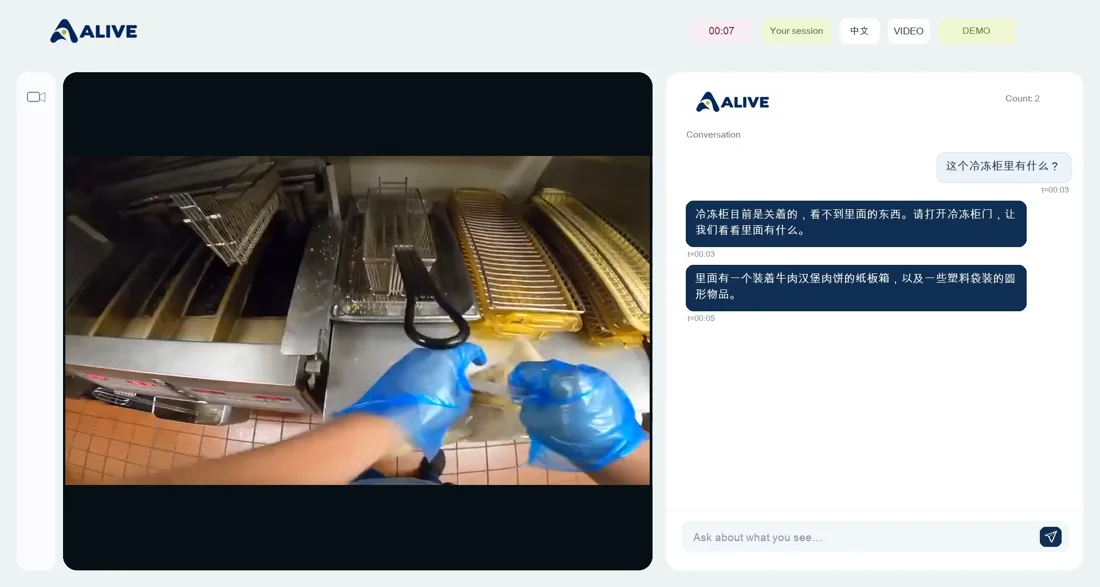 ALIVE
00:07
Your session
中文
VIDEO
DEMO
ALIVE
Count: 2
Conversation
这个冷冻柜里有什么？
t=00:03
冷冻柜目前是关着的，看不到里面的东西。请打开冷冻柜门，让
我们看看里面有什么。
t=00:03
里面有一个装着牛肉汉堡肉饼的纸板箱，以及一些塑料袋装的圆
形物品。
t=00:05
Ask about what you see...